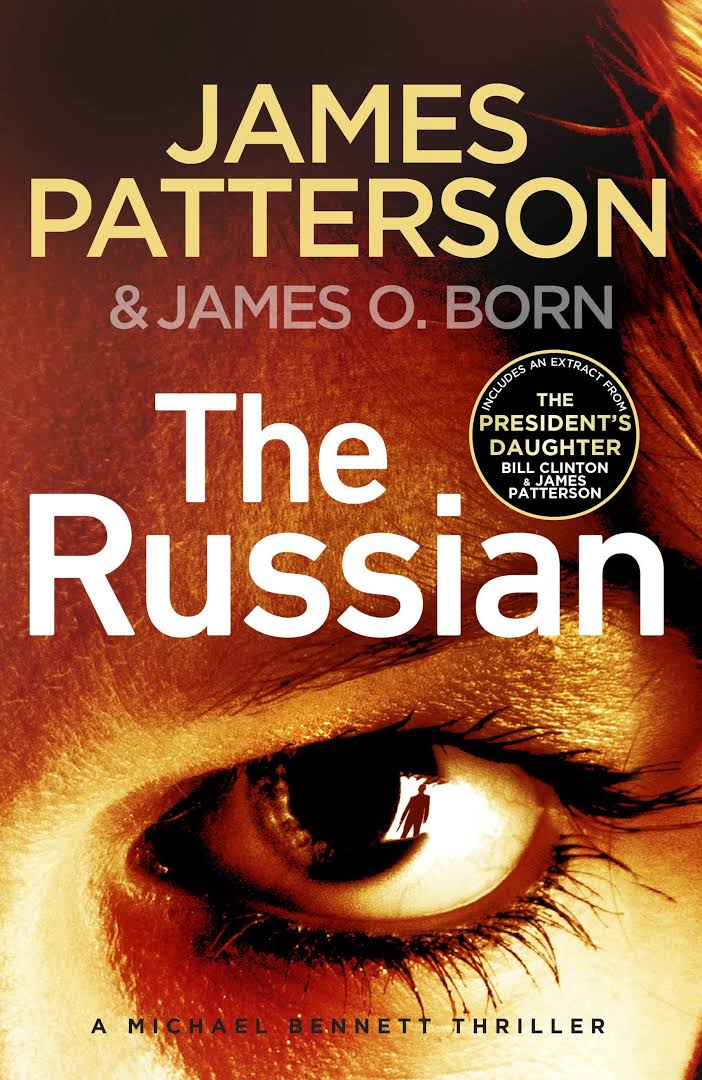 JAMES
PATTERSON
& JAMES O. BORN
The
Russian
INCLUDES AN EXTRACT FROM
THE
PRESIDENT'S
DAUGHTER
BILL CLINTON
& JAMES
PATTERSON
A MICHAEL BENNETT THRILLER